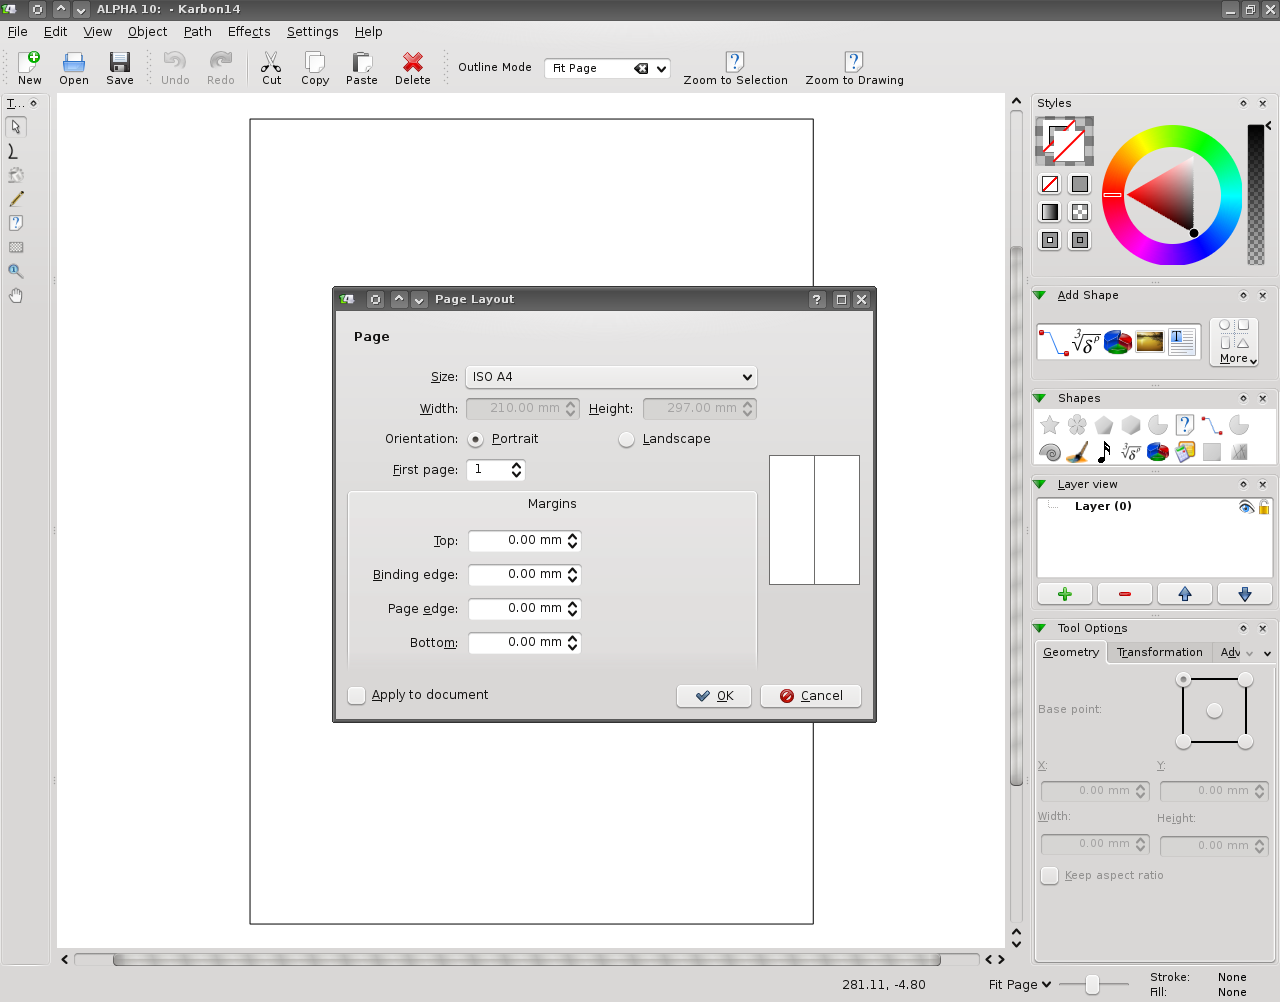 ALPHA 10:  - Karbon14
File Edit View Object Path Effects Settings Help
New Open Save Undo Redo Cut Copy Paste Delete Outline Mode Fit Page Zoom to Selection Zoom to Drawing
T...
Styles
Add Shape
More
Shapes
Layer view
Layer (0)
Tool Options
Geometry Transformation Adv
Base point:
X: Y:
0.00 mm 0.00 mm
Width: Height:
0.00 mm 0.00 mm
Keep aspect ratio
Page Layout
Page
Size: ISO A4
Width: 210.00 mm Height: 297.00 mm
Orientation: Portrait Landscape
First page: 1
Margins
Top: 0.00 mm
Binding edge: 0.00 mm
Page edge: 0.00 mm
Bottom: 0.00 mm
Apply to document OK Cancel
281.11, -4.80 Fit Page Stroke: None
Fill: None